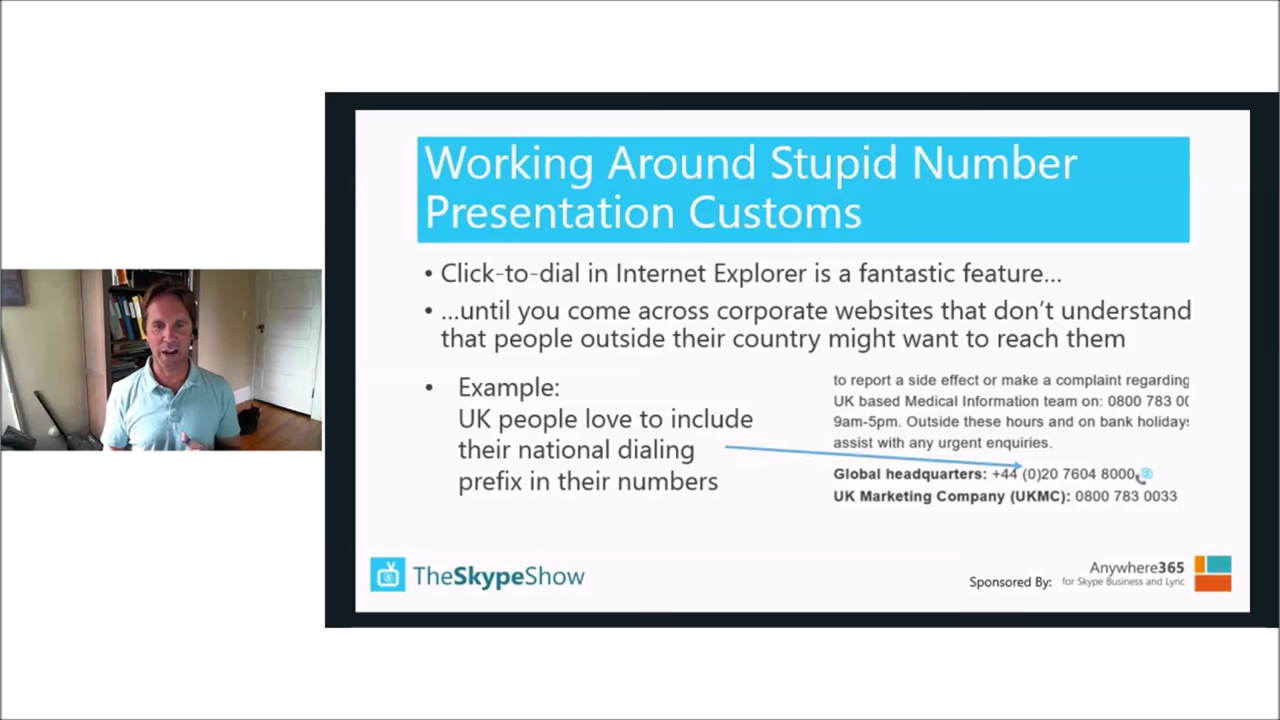 Working Around Stupid Number
Presentation Customs
• Click-to-dial in Internet Explorer is a fantastic feature...
• ...until you come across corporate websites that don't understand
that people outside their country might want to reach them
• Example:
UK people love to include
their national dialing
prefix in their numbers
to report a side effect or make a complaint regarding
UK based Medical Information team on: 0800 783 00
9am-5pm. Outside these hours and on bank holidays
assist with any urgent enquiries.
Global headquarters: +44 (0)20 7604 8000
UK Marketing Company (UKMC): 0800 783 0033
TheSkypeShow
Sponsored By:
Anywhere365
for Skype Business and Lync